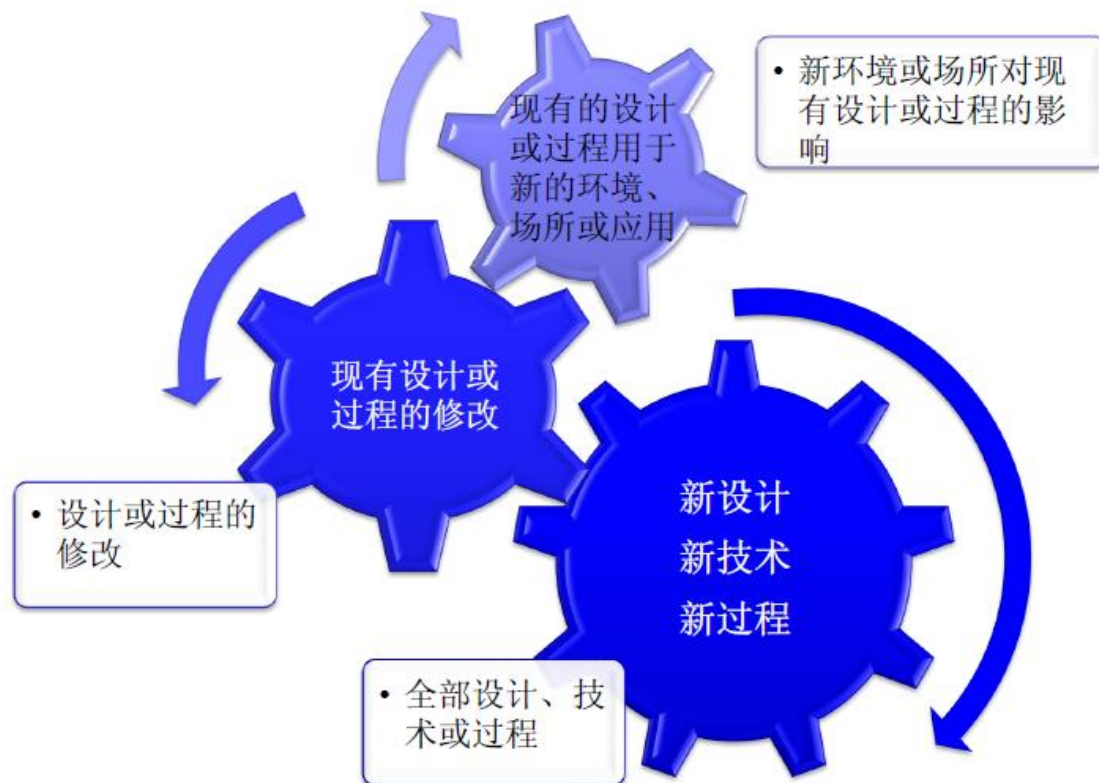 现有的设计
或过程用于
新的环境、
场所或应用
• 新环境或场所对现
有设计或过程的影
响
现有设计或
过程的修改
• 设计或过程的
修改
新设计
新技术
新过程
• 全部设计、技
术或过程